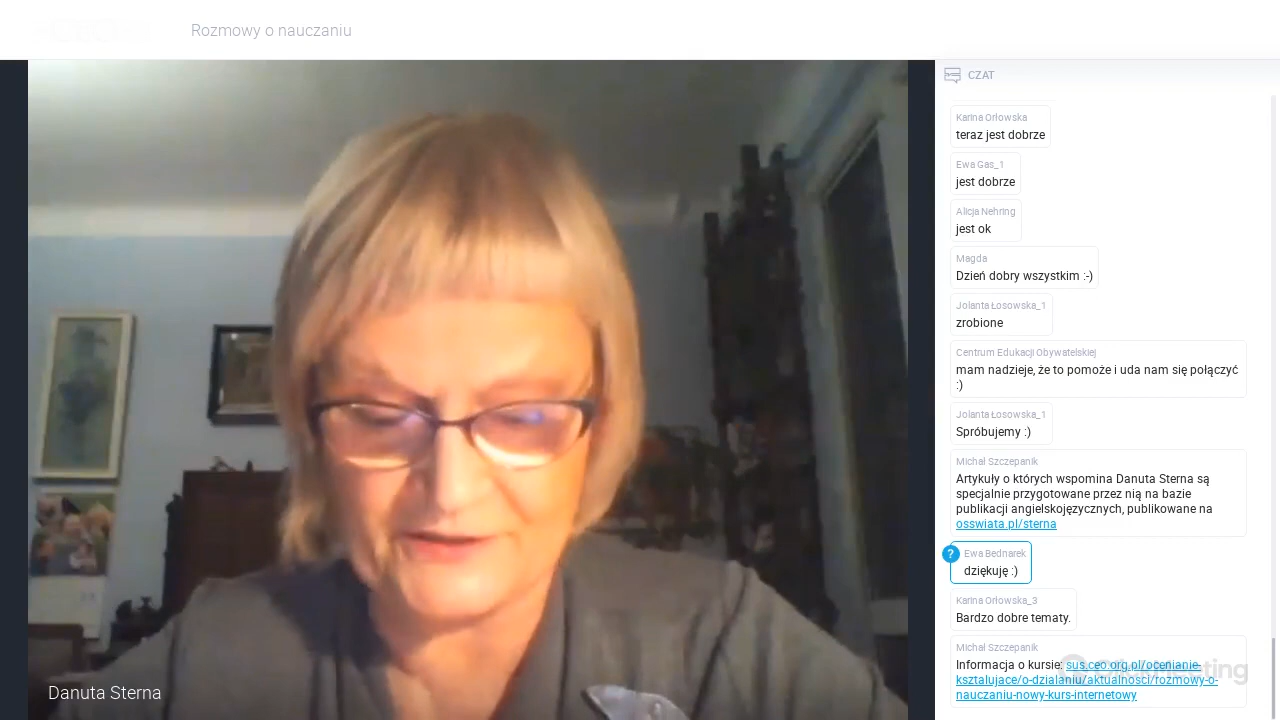 Rozmowy o nauczaniu
CZAT
Karina Orłowska
teraz jest dobrze
Ewa Gas_1
jest dobrze
Alicja Nehring
jest ok
Magda
Dzień dobry wszystkim :-)
Jolanta Łosowska_1
zrobione
Centrum Edukacji Obywatelskiej
mam nadzieje, że to pomoże i uda nam się połączyć
:)
Jolanta Łosowska_1
Spróbujemy :)
Michał Szczepanik
Artykuły o których wspomina Danuta Sterna są
specjalnie przygotowane przez nią na bazie
publikacji angielskojęzycznych, publikowane na
osswiata.pl/sterna
?
Ewa Bednarek
dziękuję :)
Karina Orłowska_3
Bardzo dobre tematy.
Michał Szczepanik
Informacja o kursie: sus.ceo.org.pl/ocenianie-
ksztalujace/o-dzialaniu/aktualnosci/rozmowy-o-
nauczaniu-nowy-kurs-internetowy
Danuta Sterna